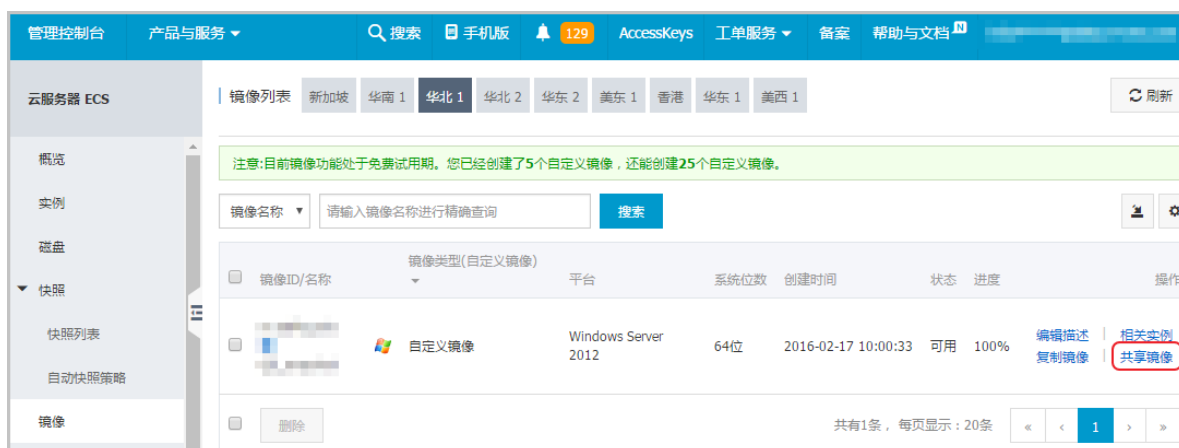 管理控制台 产品与服务 搜索 手机版 129 AccessKeys 工单服务 备案 帮助与文档 N
云服务器 ECS
概览
实例
磁盘
快照
快照列表
自动快照策略
镜像
镜像列表 新加坡 华南 1 华北 1 华北 2 华东 2 美东 1 香港 华东 1 美西 1 刷新
注意:目前镜像功能处于免费试用期。您已经创建了5个自定义镜像，还能创建25个自定义镜像。
镜像名称 请输入镜像名称进行精确查询 搜索
镜像ID/名称 镜像类型(自定义镜像) 平台 系统位数 创建时间 状态 进度 操作
自定义镜像 Windows Server 2012 64位 2016-02-17 10:00:33 可用 100% 编辑描述 相关实例
复制镜像 共享镜像
删除 共有1条， 每页显示：20条 « ‹ 1 › »